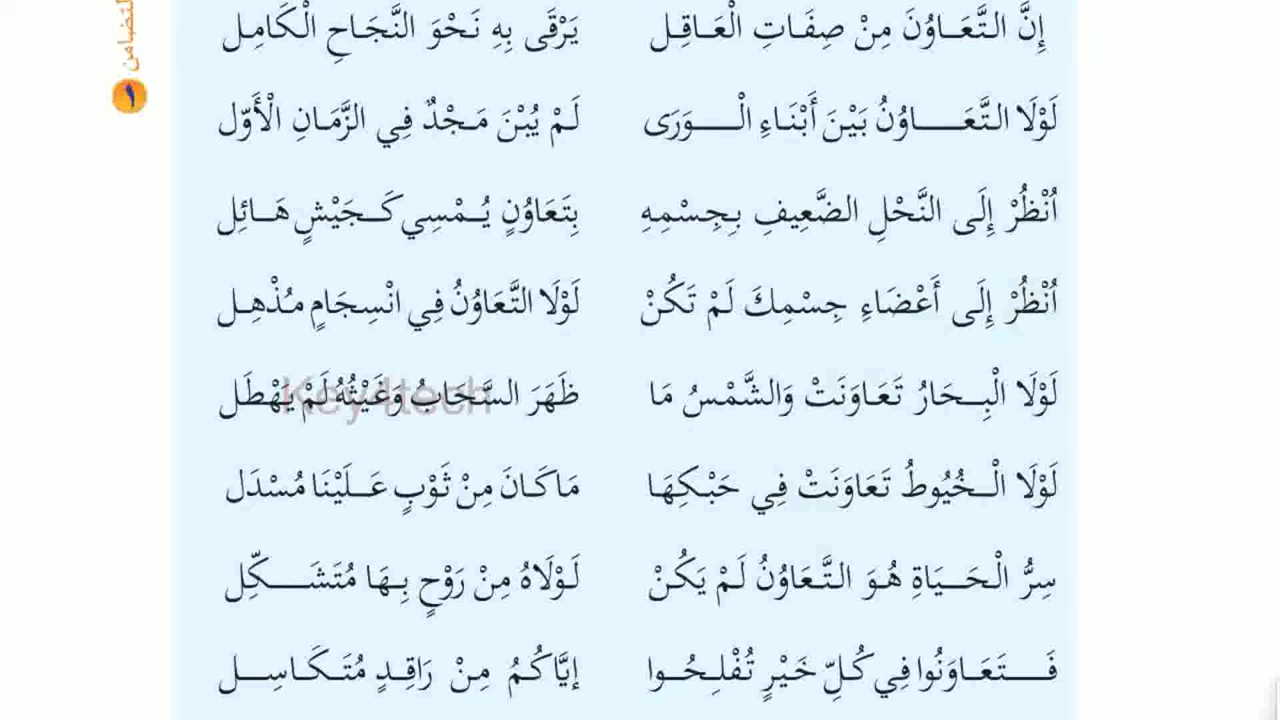 إِنَّ التَّعَاوُنَ مِنْ صِفَاتِ الْعَاقِلِ يَرْقَى بِهِ نَحْوَ النَّجَاحِ الْكَامِلِ
لَوْلَا التَّعَاوُنُ بَيْنَ أَبْنَاءِ الْوَرَى لَمْ يُبْنَ مَجْدٌ فِي الزَّمَانِ الْأَوَّلِ
اُنْظُرْ إِلَى النَّحْلِ الضَّعِيفِ بِجِسْمِهِ بِتَعَاوُنٍ يُمْسِي كَجَيْشٍ هَائِلِ
اُنْظُرْ إِلَى أَعْضَاءِ جِسْمِكَ لَمْ تَكُنْ لَوْلَا التَّعَاوُنُ فِي انْسِجَامٍ مُذْهِلِ
لَوْلَا الْبِحَارُ تَعَاوَنَتْ وَالشَّمْسُ مَا ظَهَرَ السَّحَابُ وَغَيْثُهُ لَمْ يَهْطَلِ
لَوْلَا الْخُيُوطُ تَعَاوَنَتْ فِي حَبْكِهَا مَا كَانَ مِنْ ثَوْبٍ عَلَيْنَا مُسْدَلِ
سِرُّ الْحَيَاةِ هُوَ التَّعَاوُنُ لَمْ يَكُنْ لَوْلَاهُ مِنْ رَوْحٍ بِهَا مُتَشَكِّلِ
فَتَعَاوَنُوا فِي كُلِّ خَيْرٍ تُفْلِحُوا إِيَّاكُمُ مِنْ رَاقِدٍ مُتَكَاسِلِ
١
Key4tech